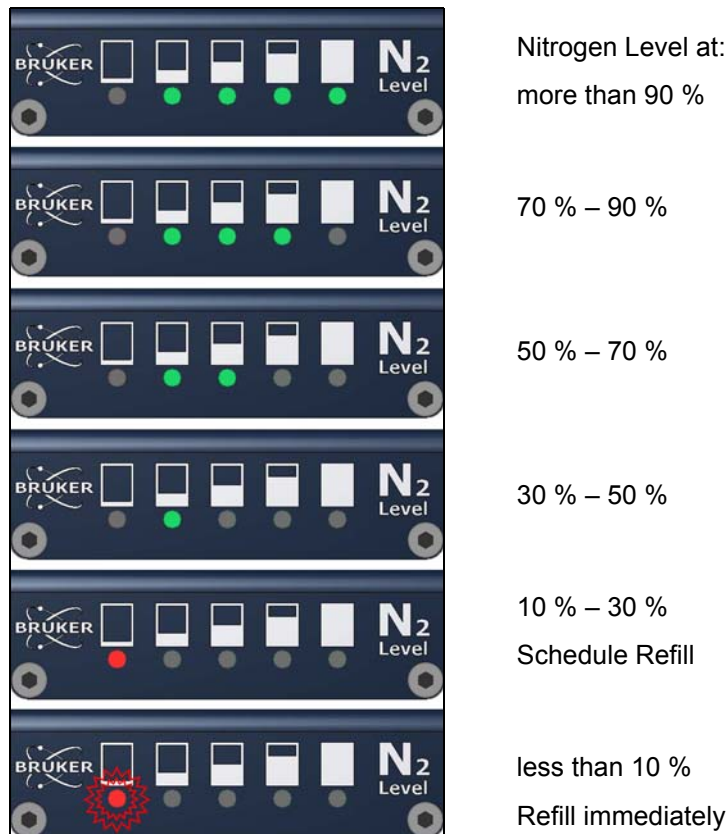 BRUKER
N2
Level
Nitrogen Level at:
more than 90 %
BRUKER
N2
Level
70 % – 90 %
BRUKER
N2
Level
50 % – 70 %
BRUKER
N2
Level
30 % – 50 %
BRUKER
N2
Level
10 % – 30 %
Schedule Refill
BRUKER
N2
Level
less than 10 %
Refill immediately